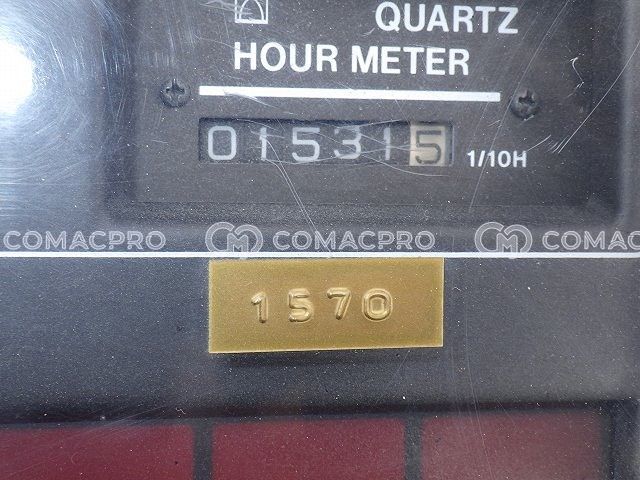 QUARTZ
HOUR METER
015315
1/10H
COMACPRO COMACPRO COMACPRO
1570